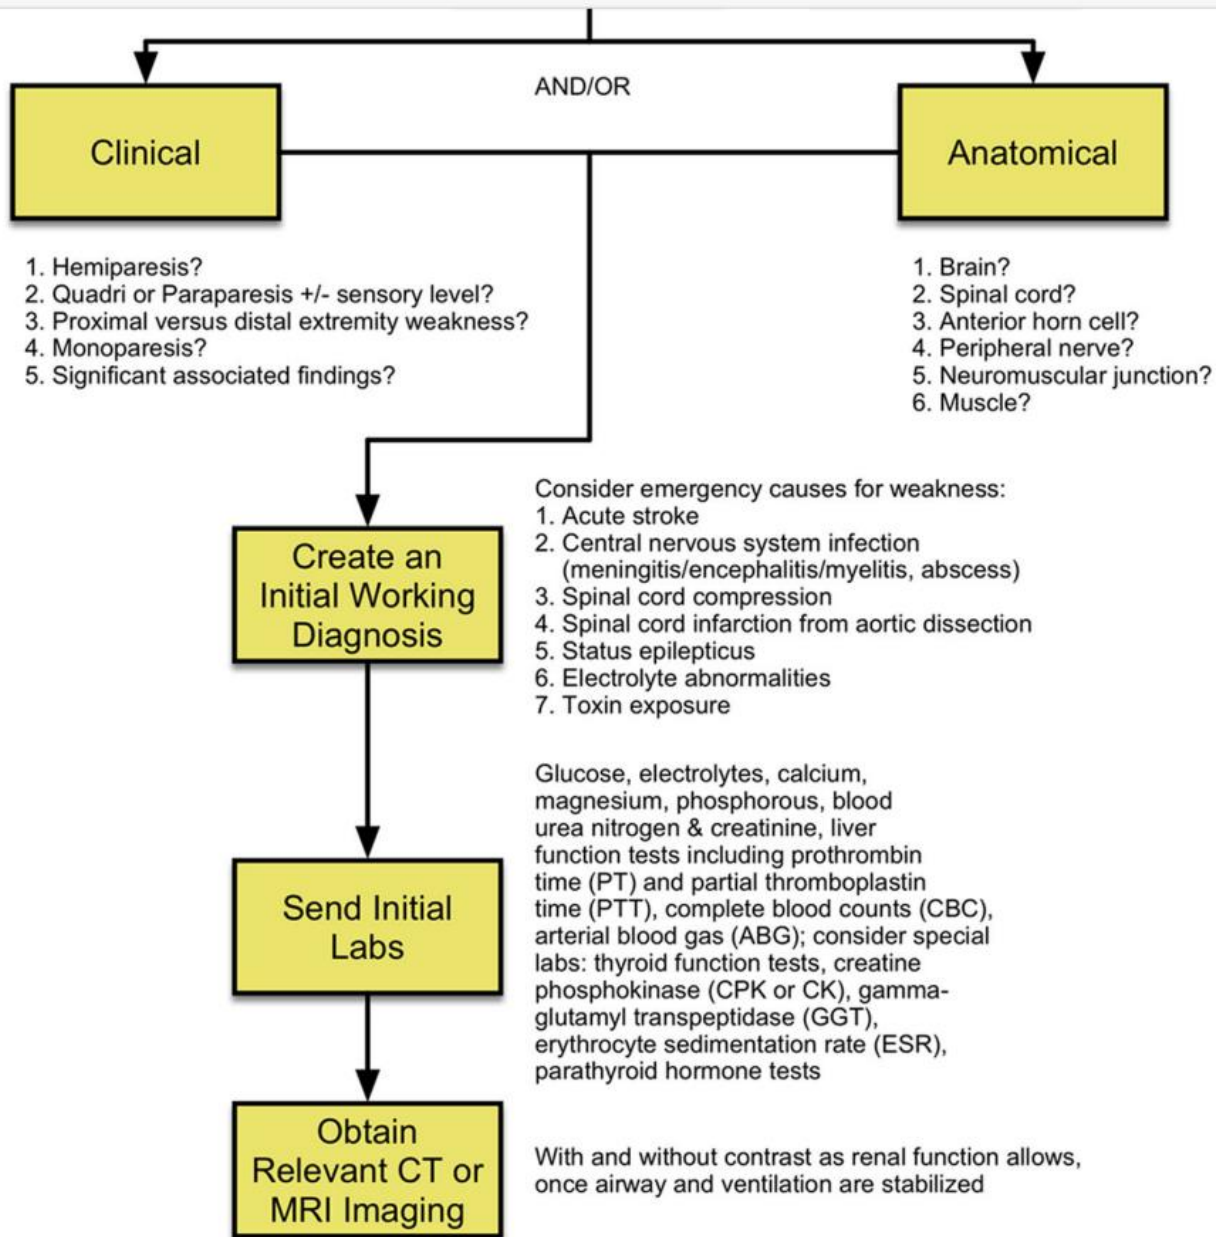 AND/OR
Clinical
Anatomical
1. Hemiparesis?
2. Quadri or Paraparesis +/- sensory level?
3. Proximal versus distal extremity weakness?
4. Monoparesis?
5. Significant associated findings?
1. Brain?
2. Spinal cord?
3. Anterior horn cell?
4. Peripheral nerve?
5. Neuromuscular junction?
6. Muscle?
Create an
Initial Working
Diagnosis
Consider emergency causes for weakness:
1. Acute stroke
2. Central nervous system infection
(meningitis/encephalitis/myelitis, abscess)
3. Spinal cord compression
4. Spinal cord infarction from aortic dissection
5. Status epilepticus
6. Electrolyte abnormalities
7. Toxin exposure
Send Initial
Labs
Glucose, electrolytes, calcium,
magnesium, phosphorous, blood
urea nitrogen & creatinine, liver
function tests including prothrombin
time (PT) and partial thromboplastin
time (PTT), complete blood counts (CBC),
arterial blood gas (ABG); consider special
labs: thyroid function tests, creatine
phosphokinase (CPK or CK), gamma-
glutamyl transpeptidase (GGT),
erythrocyte sedimentation rate (ESR),
parathyroid hormone tests
Obtain
Relevant CT or
MRI Imaging
With and without contrast as renal function allows,
once airway and ventilation are stabilized